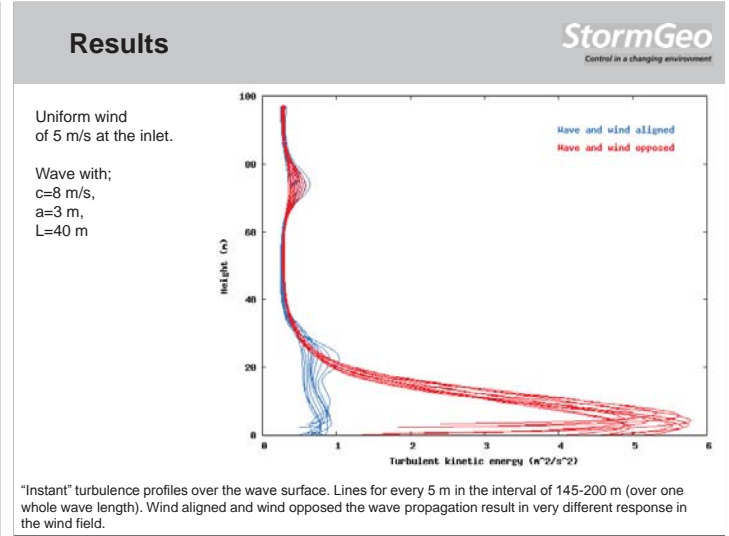 Results
StormGeo
Control in a changing environment
Uniform wind
of 5 m/s at the inlet.
Wave with;
c=8 m/s,
a=3 m,
L=40 m
Wave and wind aligned
Wave and wind opposed
100
80
60
40
20
0
Height (m)
0 1 2 3 4 5 6
Turbulent kinetic energy (m^2/s^2)
"Instant" turbulence profiles over the wave surface. Lines for every 5 m in the interval of 145-200 m (over one
whole wave length). Wind aligned and wind opposed the wave propagation result in very different response in
the wind field.